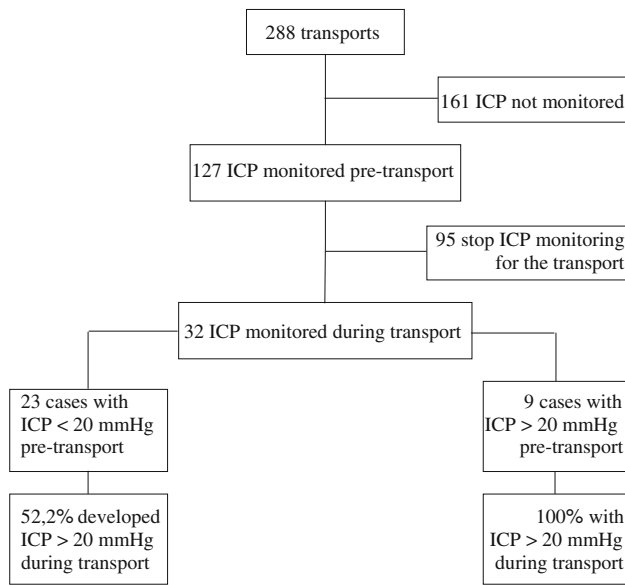 288 transports
161 ICP not monitored
127 ICP monitored pre-transport
95 stop ICP monitoring
for the transport
32 ICP monitored during transport
23 cases with
ICP < 20 mmHg
pre-transport
9 cases with
ICP > 20 mmHg
pre-transport
52,2% developed
ICP > 20 mmHg
during transport
100% with
ICP > 20 mmHg
during transport